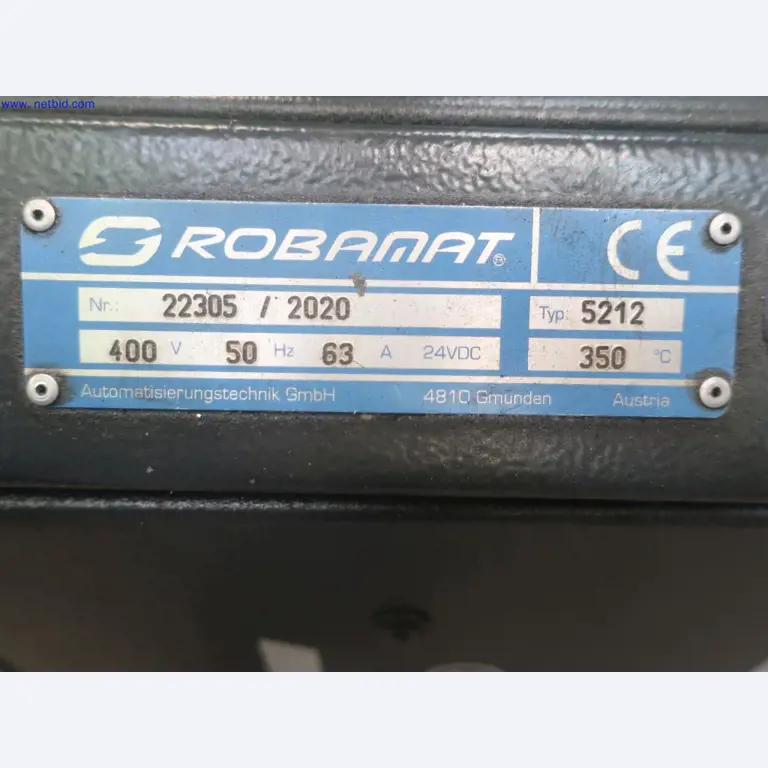 www.netbid.com
ROBAMAT®
CE
Nr.: 22305 / 2020
Typ: 5212
400 V 50 Hz 63 A 24VDC
350 °C
Automatisierungstechnik GmbH 4810 Gmunden Austria